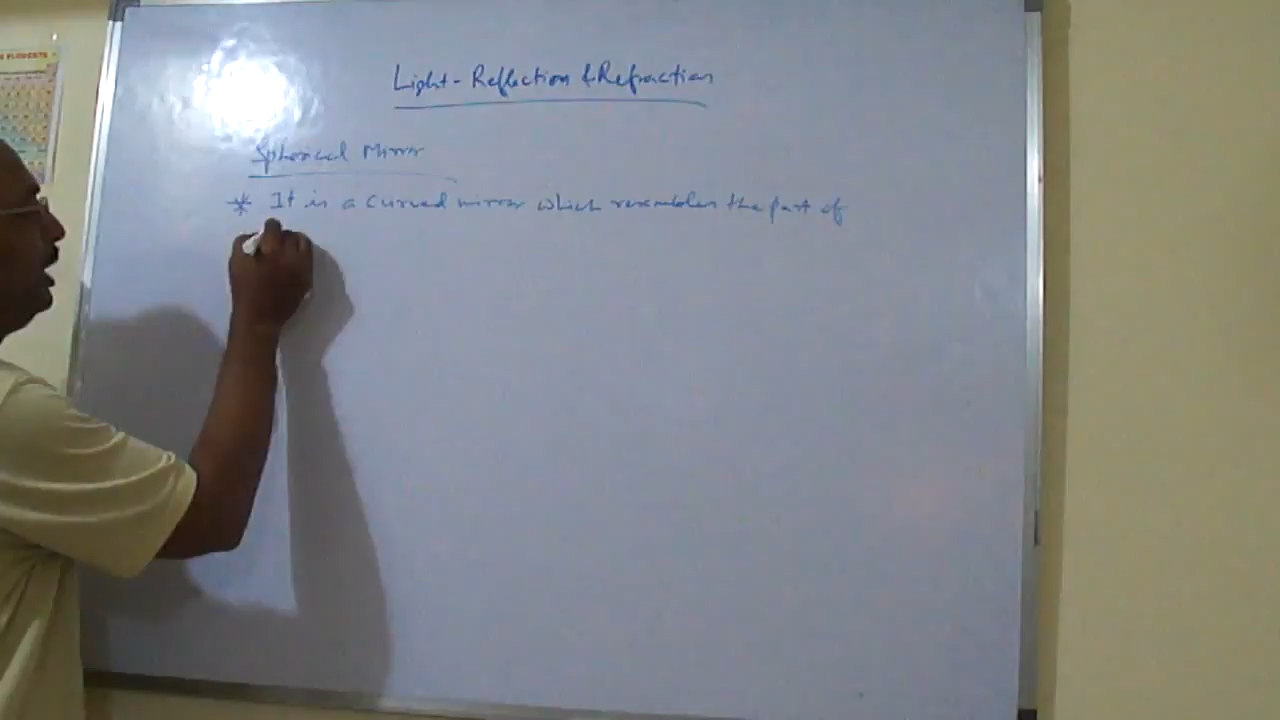 Light - Reflection & Refraction
Spherical Mirror
* It is a curved mirror which resembles the part of